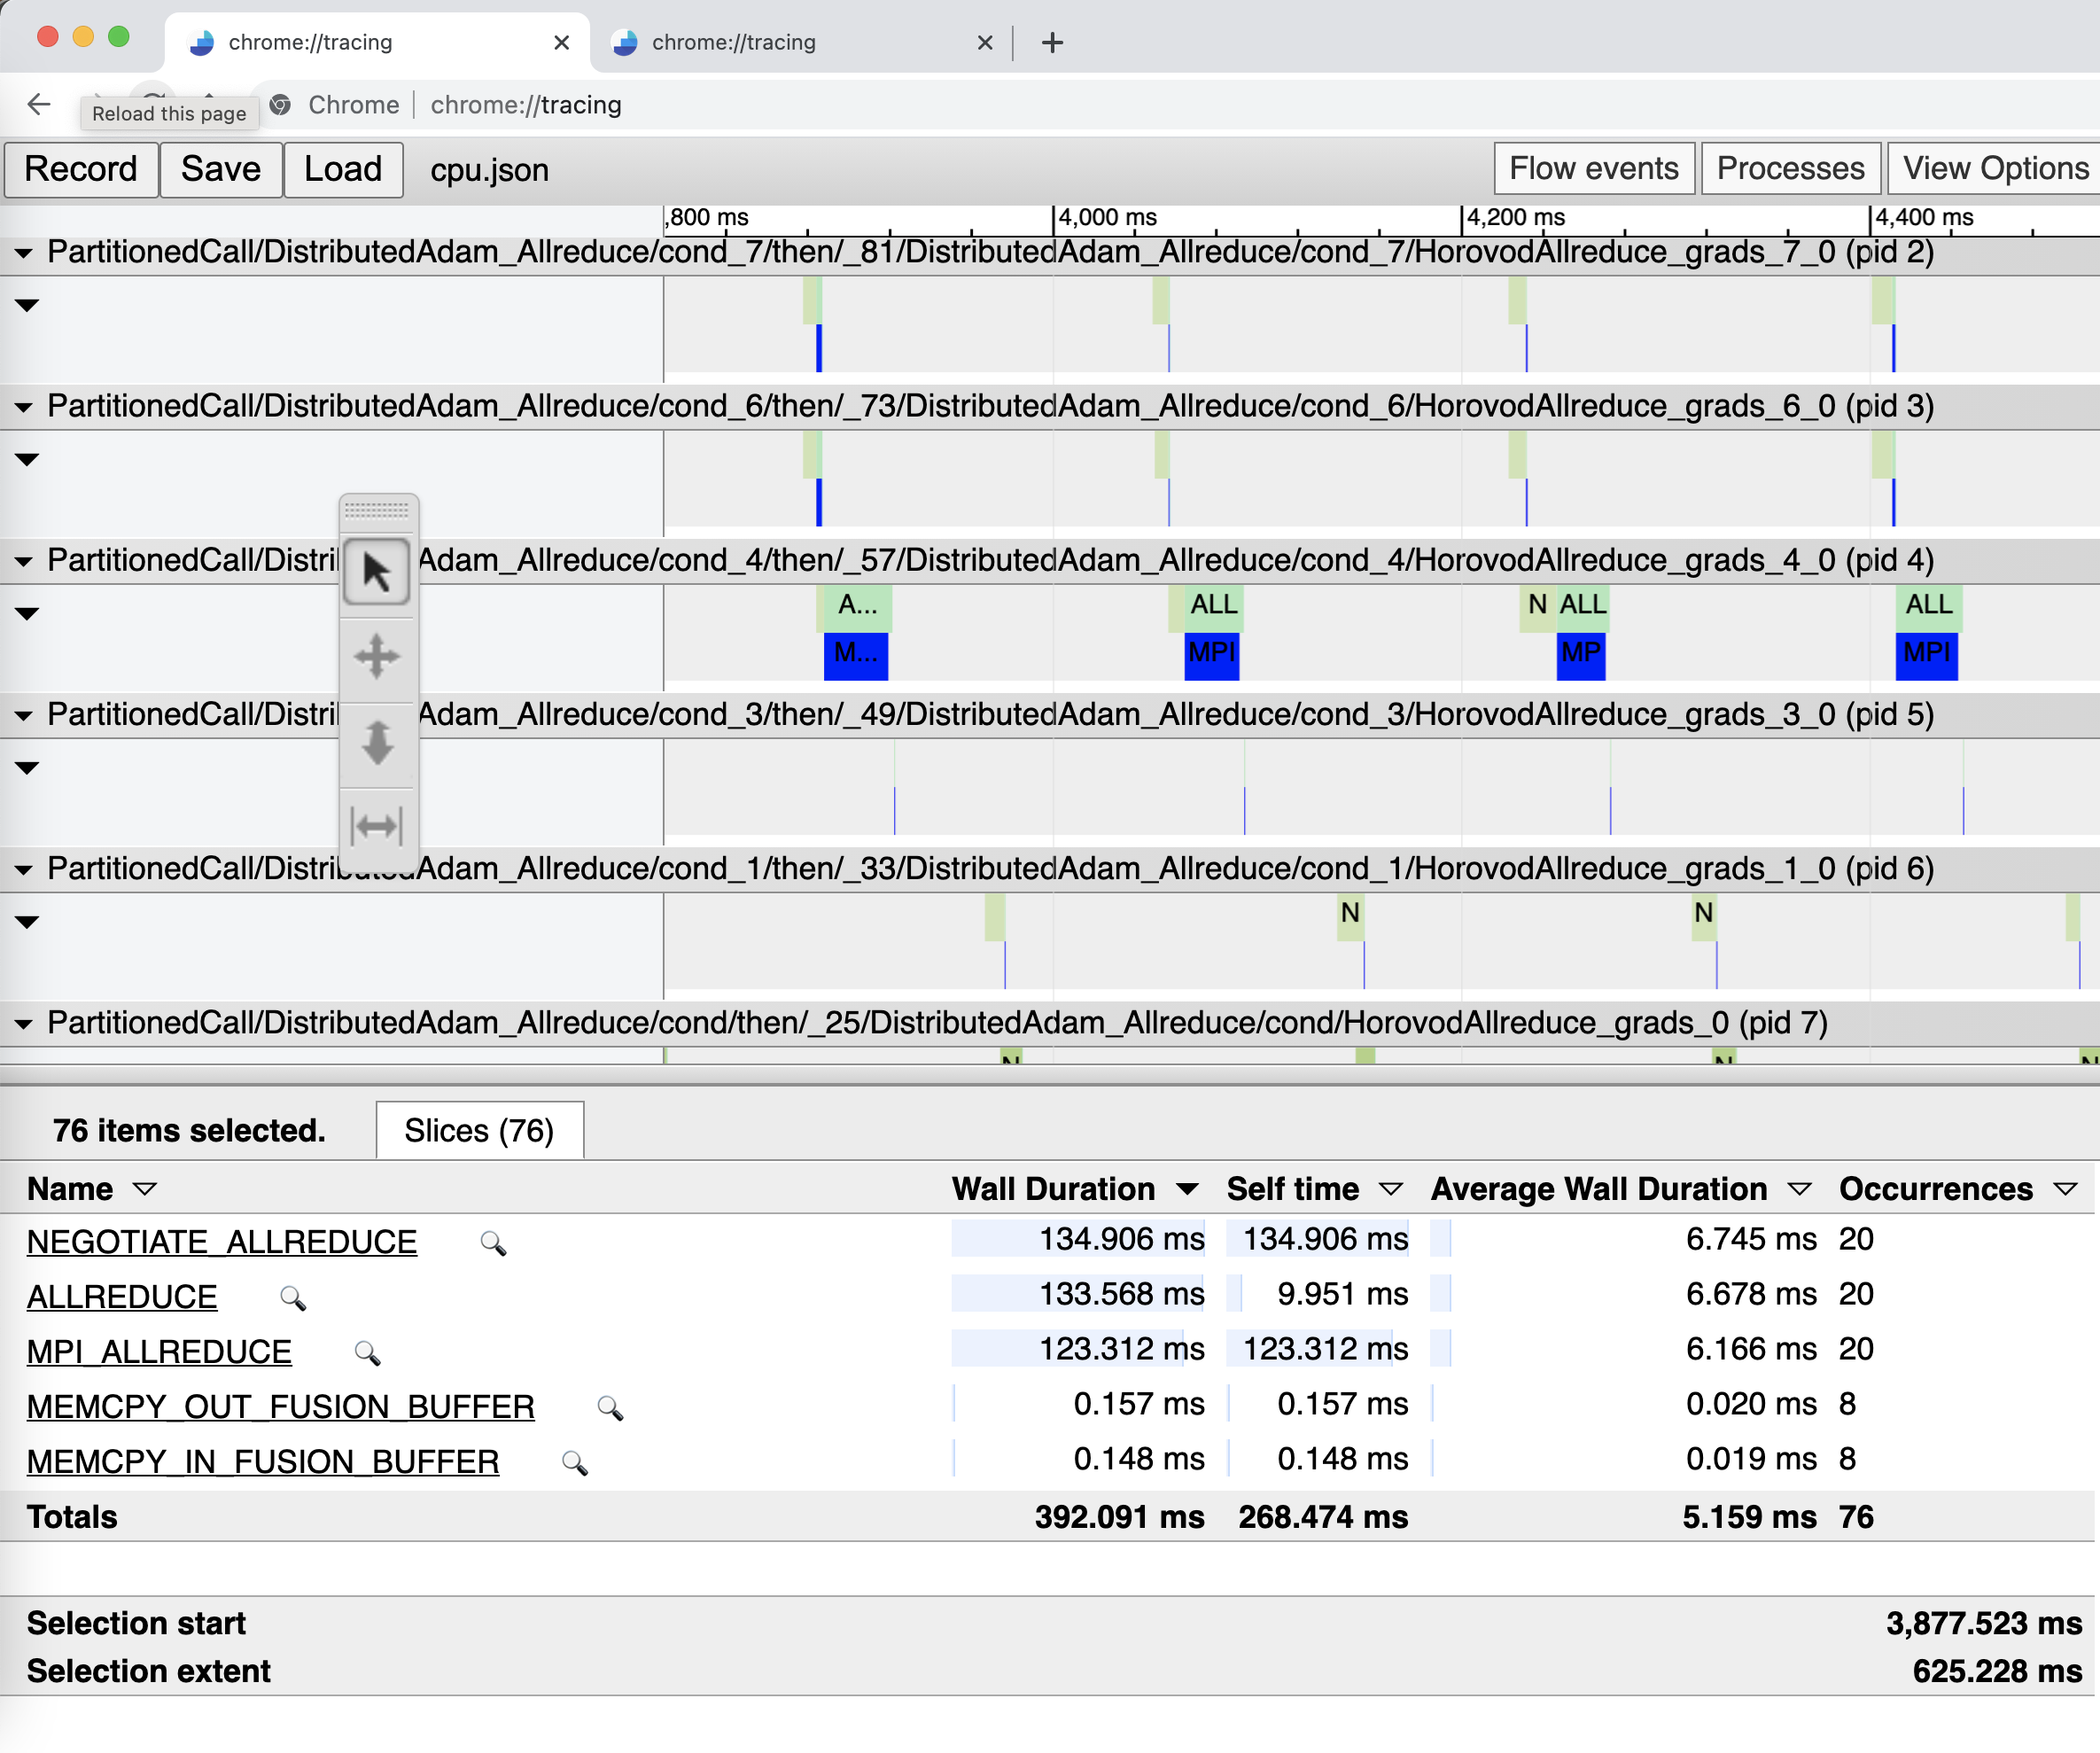 chrome://tracing
chrome://tracing
Reload this page
Chrome | chrome://tracing
Record Save Load cpu.json Flow events Processes View Options
,800 ms 4,000 ms 4,200 ms 4,400 ms
PartitionedCall/DistributedAdam_Allreduce/cond_7/then/_81/DistributedAdam_Allreduce/cond_7/HorovodAllreduce_grads_7_0 (pid 2)
PartitionedCall/DistributedAdam_Allreduce/cond_6/then/_73/DistributedAdam_Allreduce/cond_6/HorovodAllreduce_grads_6_0 (pid 3)
PartitionedCall/Distri Adam_Allreduce/cond_4/then/_57/DistributedAdam_Allreduce/cond_4/HorovodAllreduce_grads_4_0 (pid 4)
A... ALL N ALL ALL
M... MPI MP MPI
PartitionedCall/Distri Adam_Allreduce/cond_3/then/_49/DistributedAdam_Allreduce/cond_3/HorovodAllreduce_grads_3_0 (pid 5)
PartitionedCall/DistributedAdam_Allreduce/cond_1/then/_33/DistributedAdam_Allreduce/cond_1/HorovodAllreduce_grads_1_0 (pid 6)
N N
PartitionedCall/DistributedAdam_Allreduce/cond/then/_25/DistributedAdam_Allreduce/cond/HorovodAllreduce_grads_0 (pid 7)
N N N
76 items selected. Slices (76)
Name Wall Duration Self time Average Wall Duration Occurrences
NEGOTIATE_ALLREDUCE 134.906 ms 134.906 ms 6.745 ms 20
ALLREDUCE 133.568 ms 9.951 ms 6.678 ms 20
MPI_ALLREDUCE 123.312 ms 123.312 ms 6.166 ms 20
MEMCPY_OUT_FUSION_BUFFER 0.157 ms 0.157 ms 0.020 ms 8
MEMCPY_IN_FUSION_BUFFER 0.148 ms 0.148 ms 0.019 ms 8
Totals 392.091 ms 268.474 ms 5.159 ms 76
Selection start 3,877.523 ms
Selection extent 625.228 ms